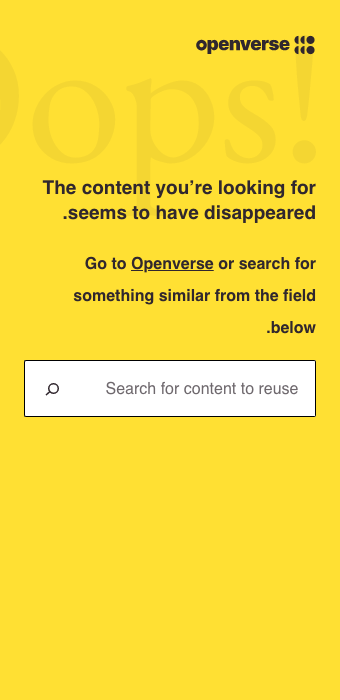 openverse
Oops!
The content you're looking for
.seems to have disappeared
Go to Openverse or search for
something similar from the field
.below
Search for content to reuse